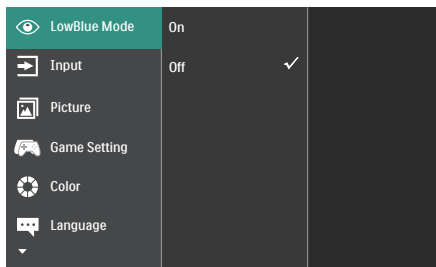 LowBlue Mode
On
Input
Off
Picture
Game Setting
Color
Language